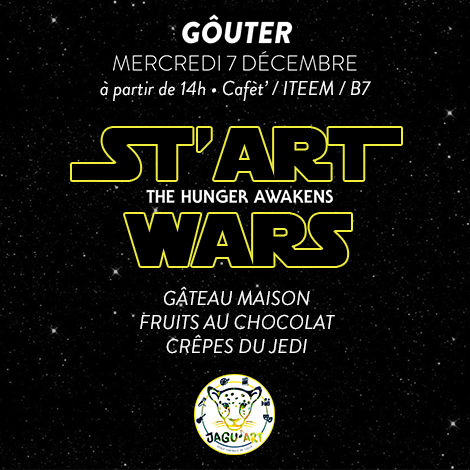 GÔUTER
MERCREDI 7 DÉCEMBRE
à partir de 14h • Cafèt' / ITEEM / B7
ST'ART
THE HUNGER AWAKENS
WARS
GÂTEAU MAISON
FRUITS AU CHOCOLAT
CRÊPES DU JEDI
JAGU'ART